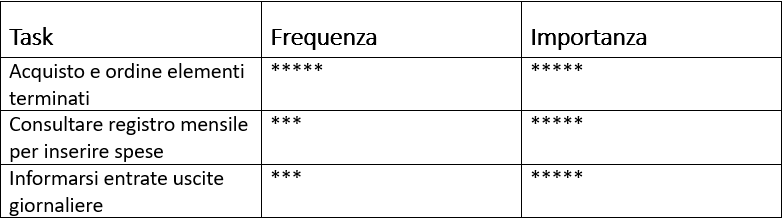 Task Frequenza Importanza
Acquisto e ordine elementi ***** *****
terminati
Consultare registro mensile *** *****
per inserire spese
Informarsi entrate uscite *** *****
giornaliere